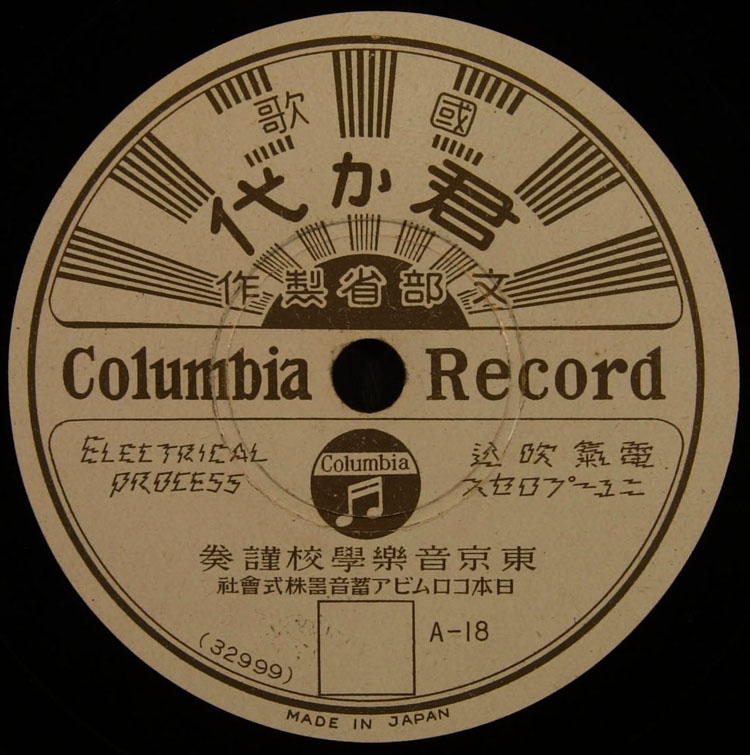 國歌
君か代
文部省製作
Columbia Record
ELECTRICAL
PROCESS
電氣吹込
ニュープロセス
Columbia
東京音樂學校謹奏
日本コロムビア蓄音器株式會社
A-18
(32999)
MADE IN JAPAN